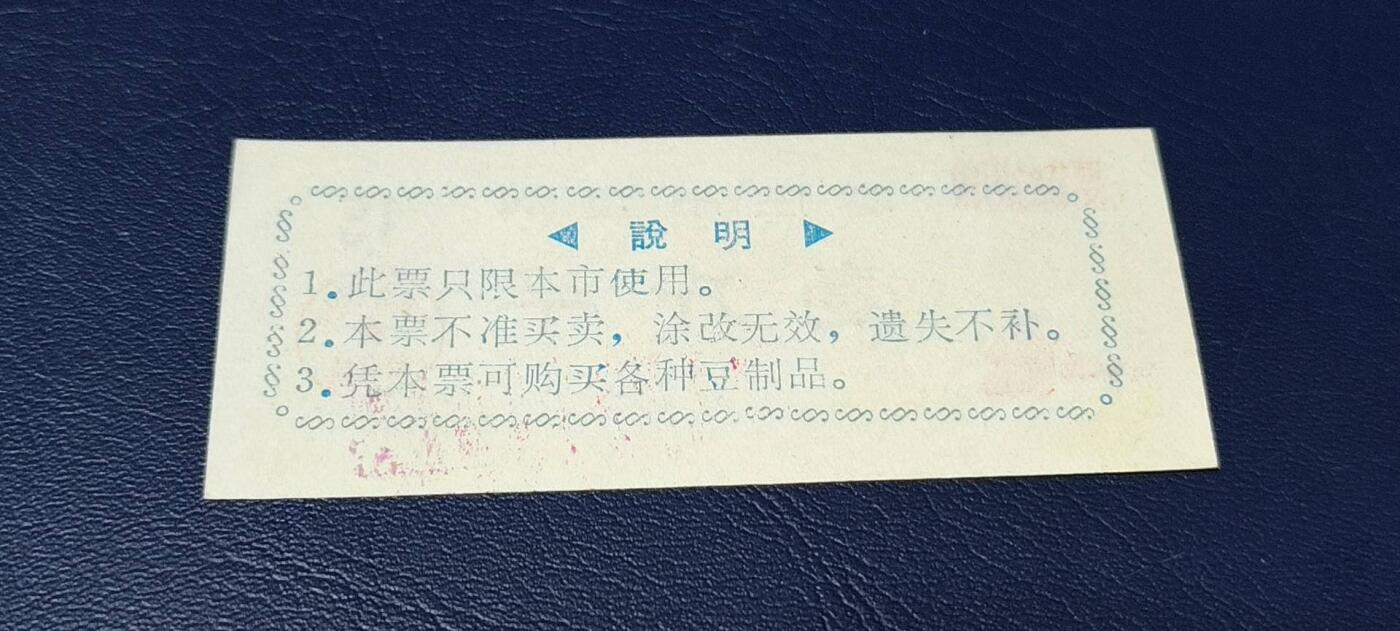 ◀ 說明 ▶
1.此票只限本市使用。
2.本票不准买卖，涂改无效，遗失不补。
3.凭本票可购买各种豆制品。